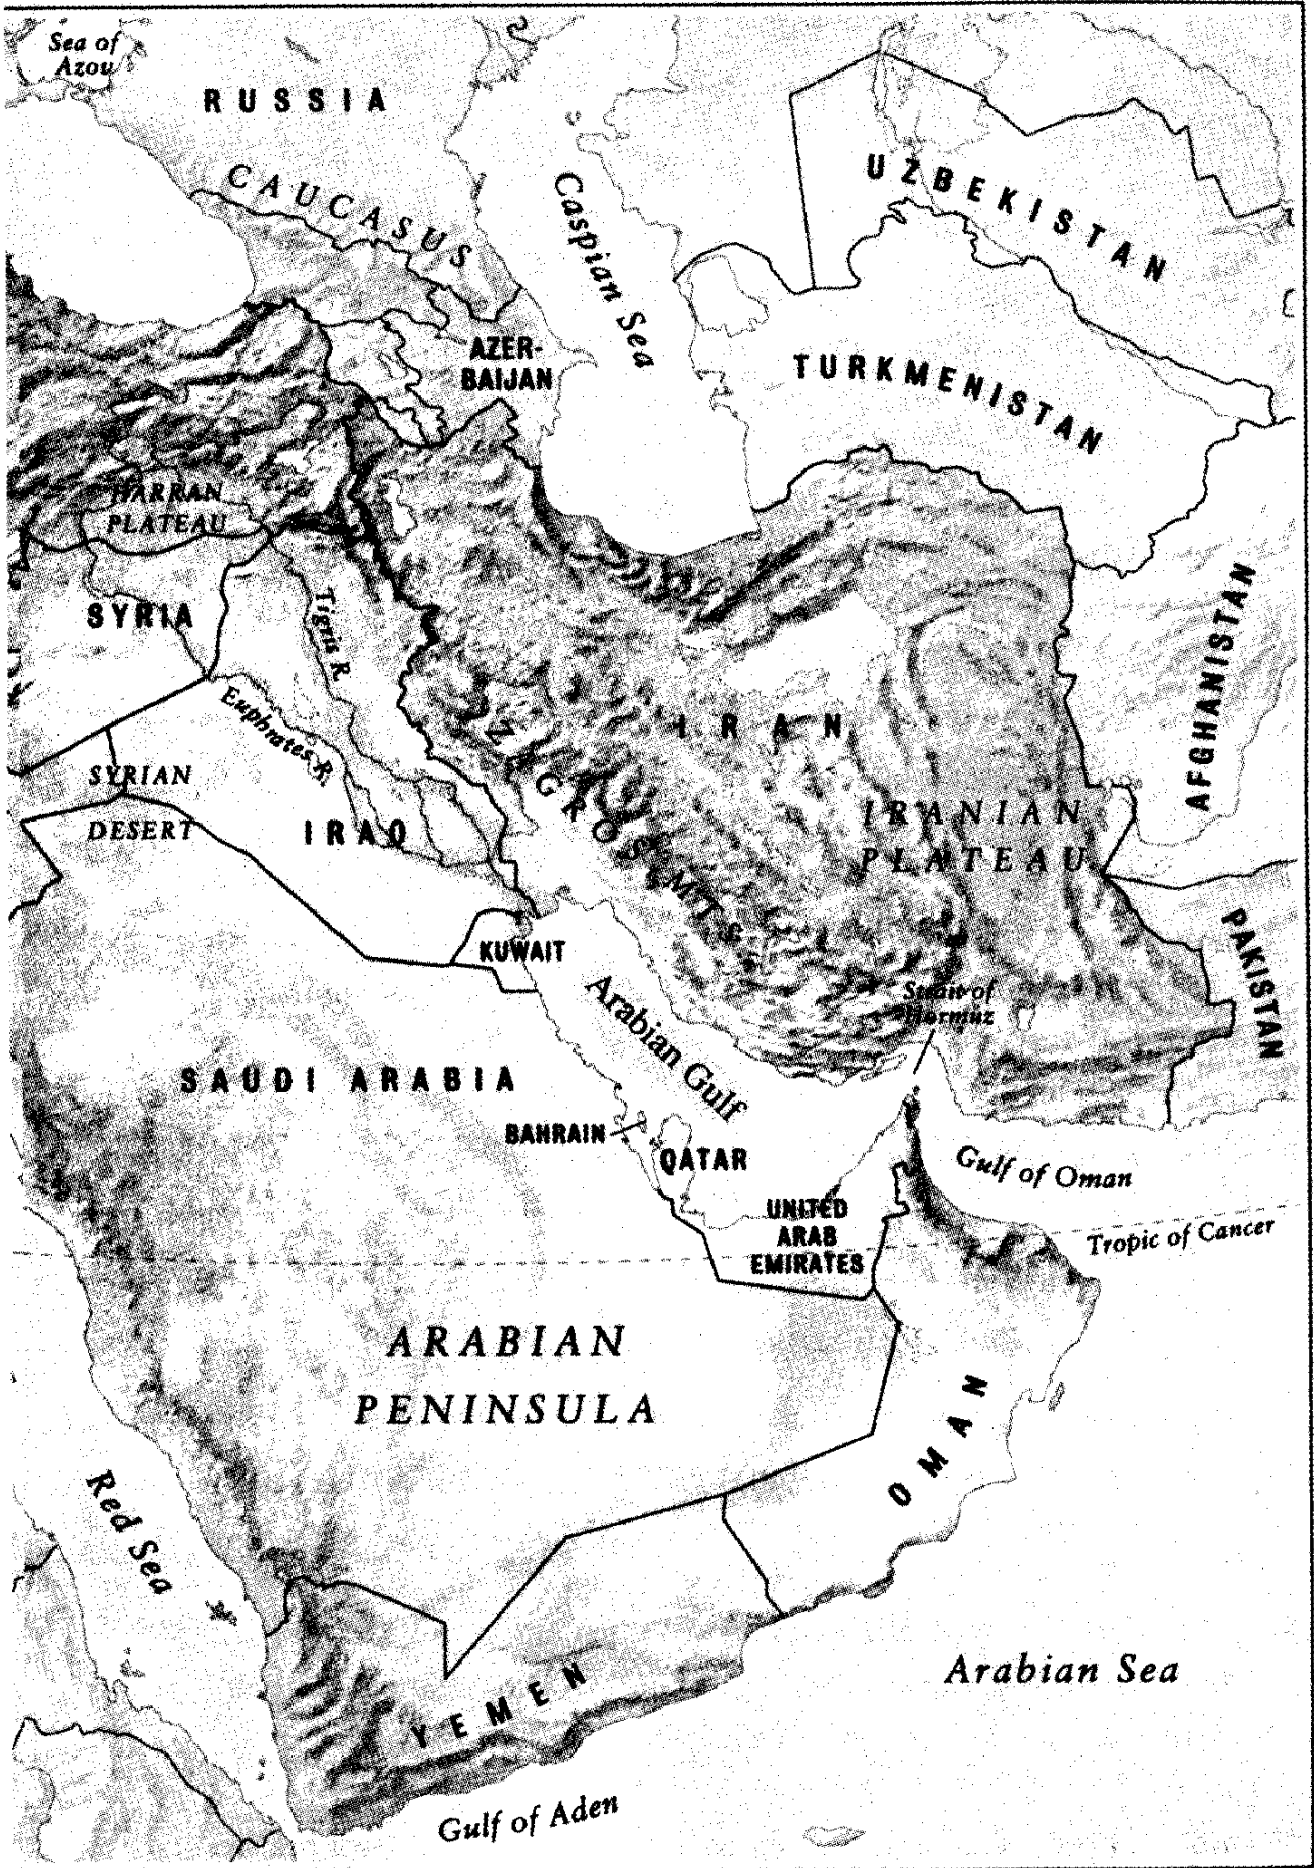 Sea of
Azou
RUSSIA
CAUCASUS
Caspian Sea
UZBEKISTAN
AZER-
BAIJAN
TURKMENISTAN
HARRAN
PLATEAU
SYRIA
Tigris R.
Euphrates R.
AFGHANISTAN
IRAN
ZAGROS MTS
SYRIAN
DESERT
IRAQ
IRANIAN
PLATEAU
KUWAIT
PAKISTAN
Arabian Gulf
Strait of
Hormuz
SAUDI ARABIA
BAHRAIN
QATAR
Gulf of Oman
UNITED
ARAB
EMIRATES
Tropic of Cancer
ARABIAN
PENINSULA
OMAN
Red Sea
Arabian Sea
YEMEN
Gulf of Aden